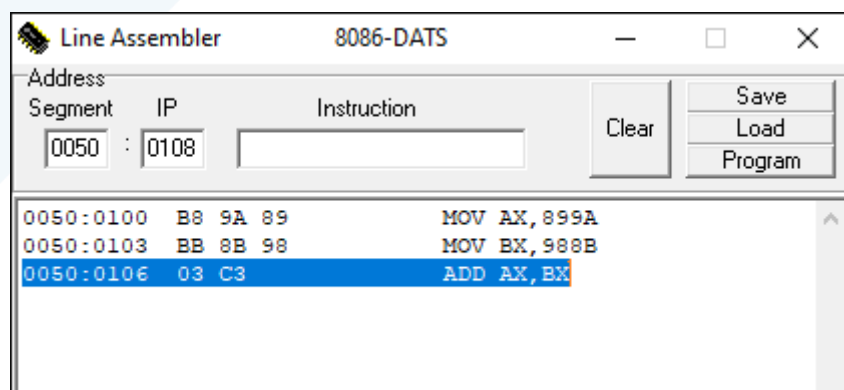 Line Assembler 8086-DATS
Address
Segment IP Instruction
0050 : 0108
Clear
Save
Load
Program
0050:0100 B8 9A 89 MOV AX,899A
0050:0103 BB 8B 98 MOV BX,988B
0050:0106 03 C3 ADD AX,BX